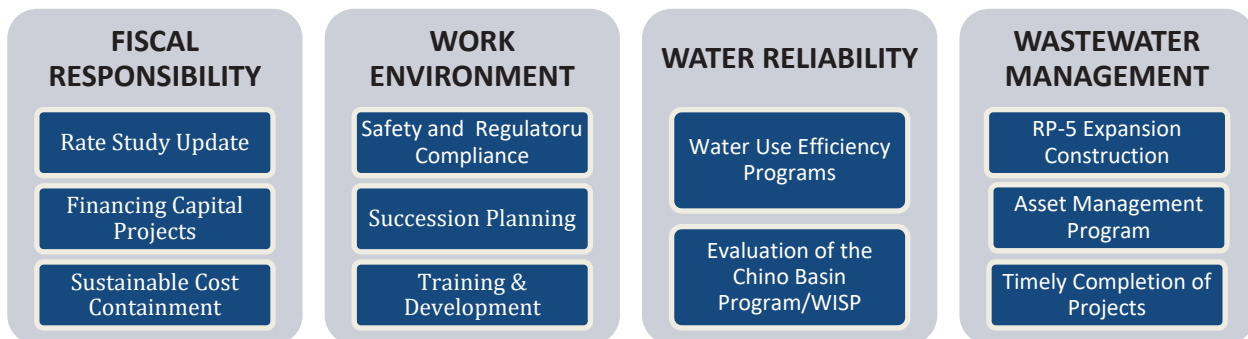 FISCAL
RESPONSIBILITY
Rate Study Update
Financing Capital
Projects
Sustainable Cost
Containment
WORK
ENVIRONMENT
Safety and Regulatoru
Compliance
Succession Planning
Training &
Development
WATER RELIABILITY
Water Use Efficiency
Programs
Evaluation of the
Chino Basin
Program/WISP
WASTEWATER
MANAGEMENT
RP-5 Expansion
Construction
Asset Management
Program
Timely Completion of
Projects